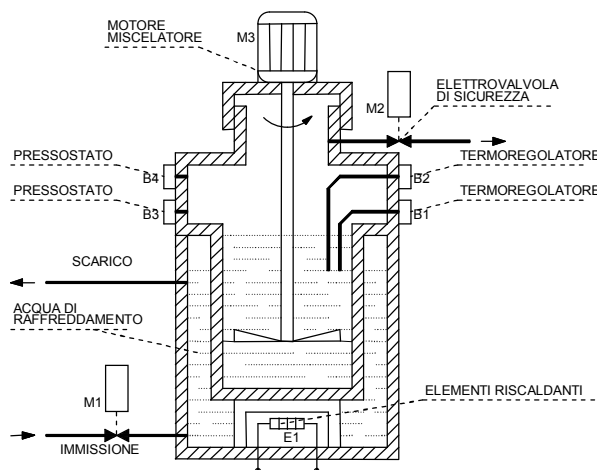 MOTORE
MISCELATORE
M3
M2
ELETTROVALVOLA
DI SICUREZZA
PRESSOSTATO
B4
B2
TERMOREGOLATORE
PRESSOSTATO
B3
B1
TERMOREGOLATORE
SCARICO
ACQUA DI
RAFFREDDAMENTO
M1
ELEMENTI RISCALDANTI
E1
IMMISSIONE